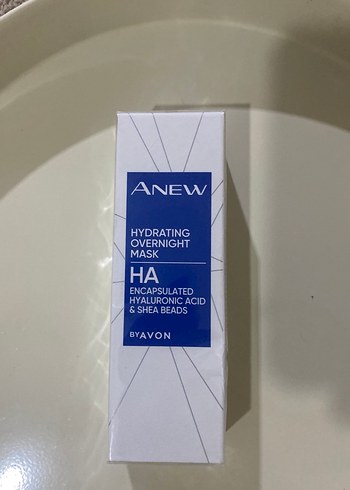 ANEW
HYDRATING
OVERNIGHT
MASK
HA
ENCAPSULATED
HYALURONIC ACID
& SHEA BEADS
BY AVON